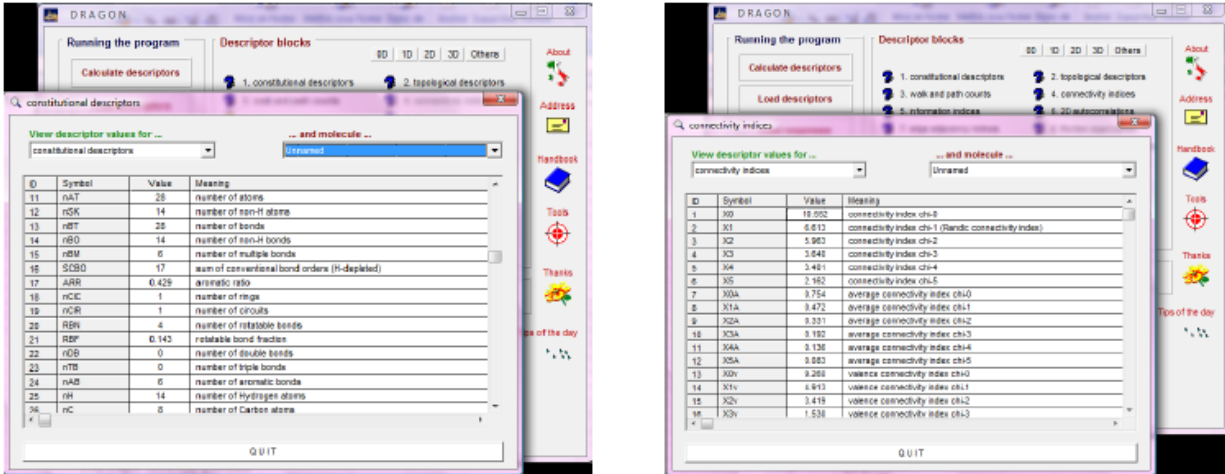 DRAGON
Running the program
Descriptor blocks
0D 1D 2D 3D Others
About
Calculate descriptors
1. constitutional descriptors
2. topological descriptors
constitutional descriptors
Address
View descriptor values for ...
... and molecule ...
constitutional descriptors
Unnamed
Handbook
ID Symbol Value Meaning
11 nAT 28 number of atoms
12 nSK 14 number of non-H atoms
13 nBT 28 number of bonds
14 nBO 14 number of non-H bonds
15 nBM 6 number of multiple bonds
16 SCBO 17 sum of conventional bond orders (H-depleted)
17 ARR 0.429 aromatic ratio
18 nCIC 1 number of rings
19 nCIR 1 number of circuits
20 RBN 4 number of rotatable bonds
21 RBF 0.143 rotatable bond fraction
22 nDB 0 number of double bonds
23 nTB 0 number of triple bonds
24 nAB 6 number of aromatic bonds
25 nH 14 number of Hydrogen atoms
26 nC 8 number of Carbon atoms
Tools
Thanks
of the day
QUIT
DRAGON
Running the program
Descriptor blocks
0D 1D 2D 3D Others
About
Calculate descriptors
1. constitutional descriptors
2. topological descriptors
Load descriptors
3. walk and path counts
4. connectivity indices
5. information indices
6. 2D autocorrelations
Address
connectivity indices
View descriptor values for ...
... and molecule ...
connectivity indices
Unnamed
Handbook
ID Symbol Value Meaning
1 X0 connectivity index chi-0
2 X1 6.613 connectivity index chi-1 (Randic connectivity index)
3 X2 5.963 connectivity index chi-2
4 X3 connectivity index chi-3
5 X4 connectivity index chi-4
6 X5 2.162 connectivity index chi-5
7 X0A 0.754 average connectivity index chi-0
8 X1A 0.472 average connectivity index chi-1
9 X2A 0.331 average connectivity index chi-2
10 X3A average connectivity index chi-3
11 X4A average connectivity index chi-4
12 X5A average connectivity index chi-5
13 X0v valence connectivity index chi-0
14 X1v valence connectivity index chi-1
15 X2v 3.419 valence connectivity index chi-2
16 X3v 1.530 valence connectivity index chi-3
Tools
Thanks
Tips of the day
QUIT